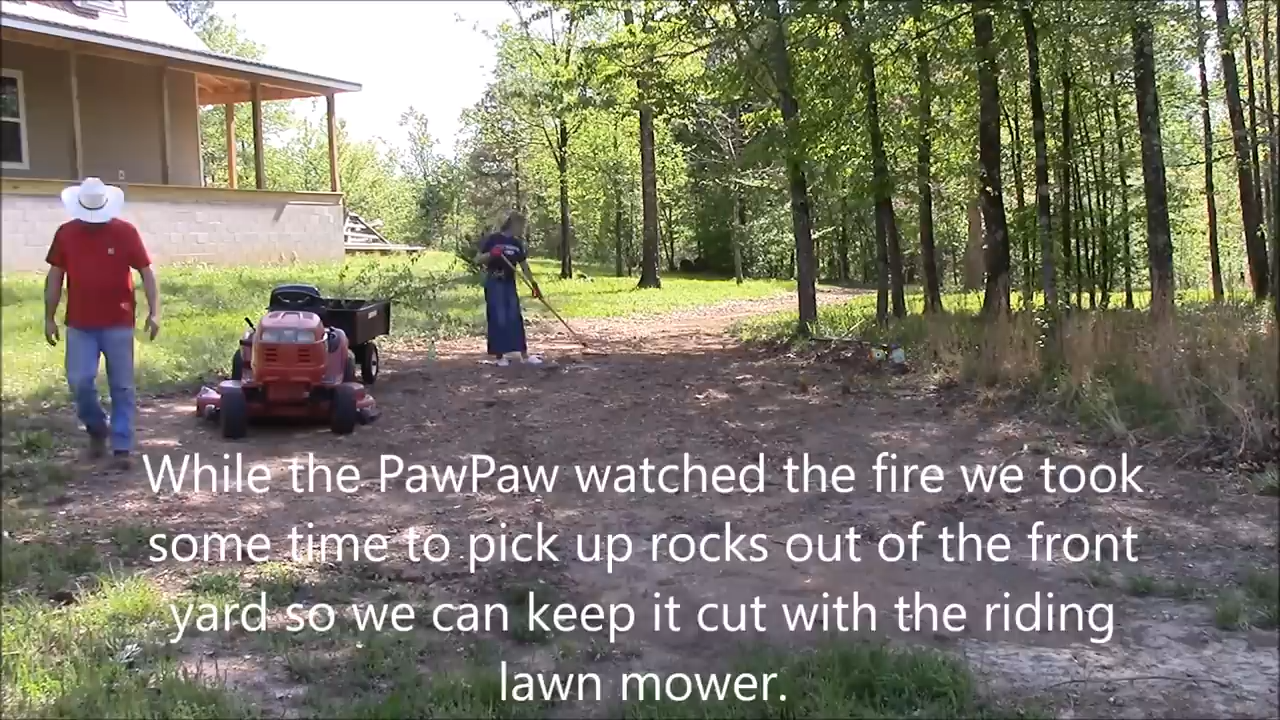 While the PawPaw watched the fire we took
some time to pick up rocks out of the front
yard so we can keep it cut with the riding
lawn mower.